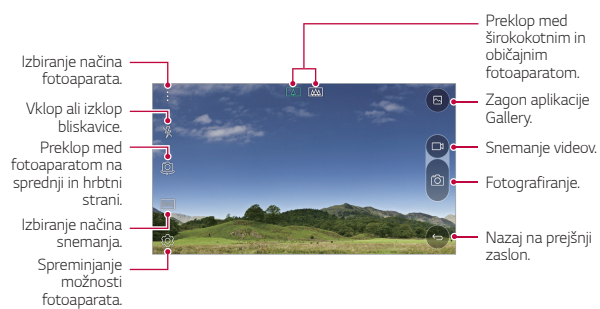 Izbiranje načina
fotoaparata.
Vklop ali izklop
bliskavice.
Preklop med
fotoaparatom na
sprednji in hrbtni
strani.
Izbiranje načina
snemanja.
Spreminjanje
možnosti
fotoaparata.
Preklop med
širokokotnim in
običajnim
fotoaparatom.
Zagon aplikacije
Gallery.
Snemanje videov.
Fotografiranje.
Nazaj na prejšnji
zaslon.